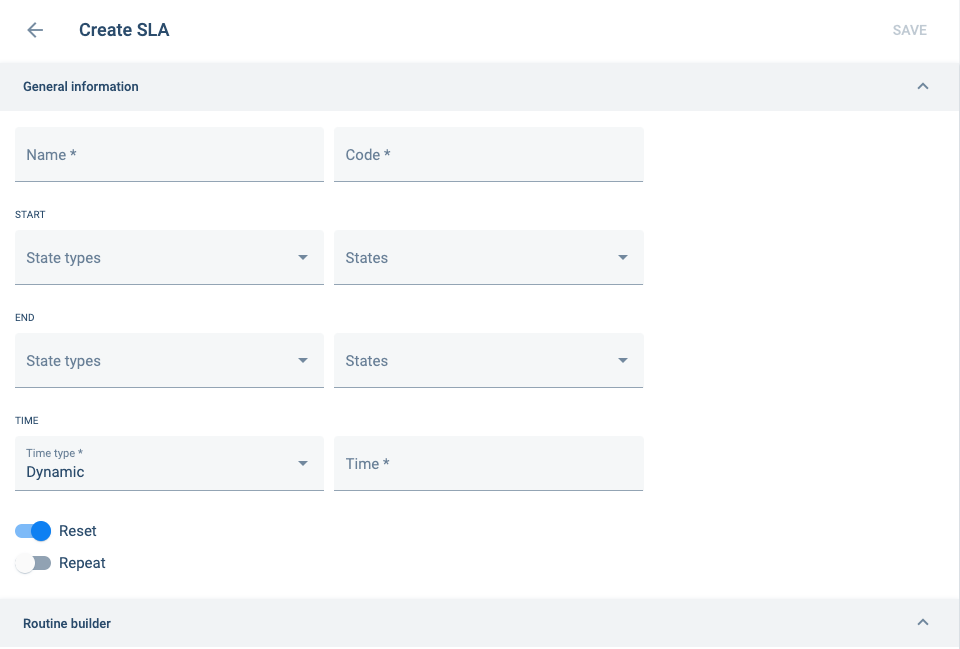 Create SLA SAVE
General information
Name * Code *
START
State types States
END
State types States
TIME
Time type *
Dynamic Time *
Reset
Repeat
Routine builder